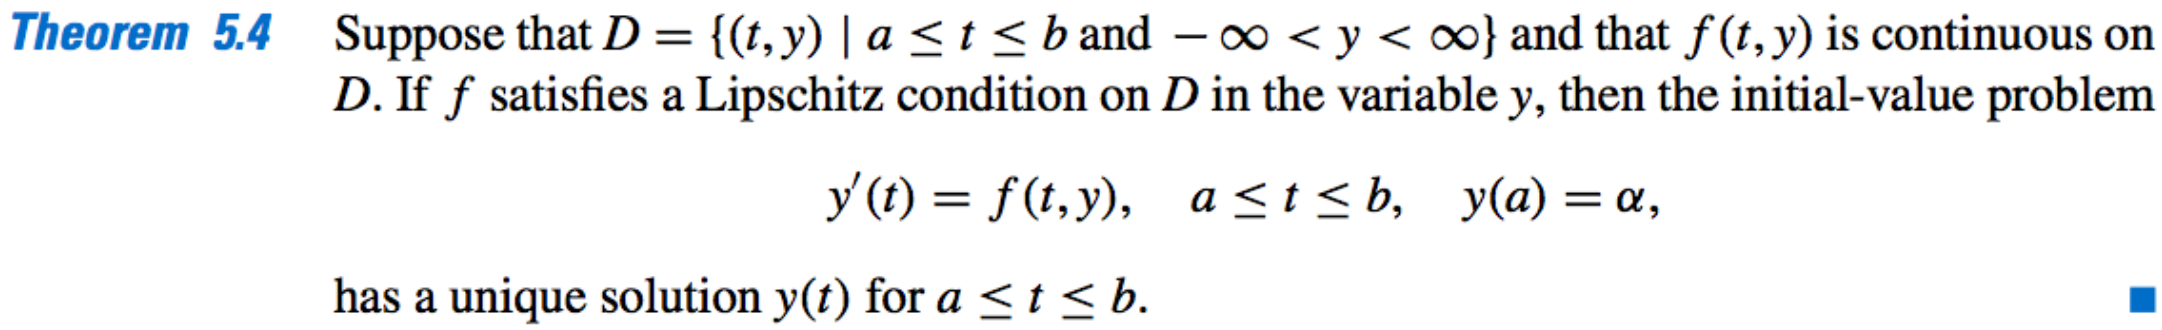 Theorem 5.4 Suppose that D = {(t, y) | a ≤ t ≤ b and − ∞ < y < ∞} and that f (t, y) is continuous on
D. If f satisfies a Lipschitz condition on D in the variable y, then the initial-value problem
y′(t) = f (t, y), a ≤ t ≤ b, y(a) = α,
has a unique solution y(t) for a ≤ t ≤ b.